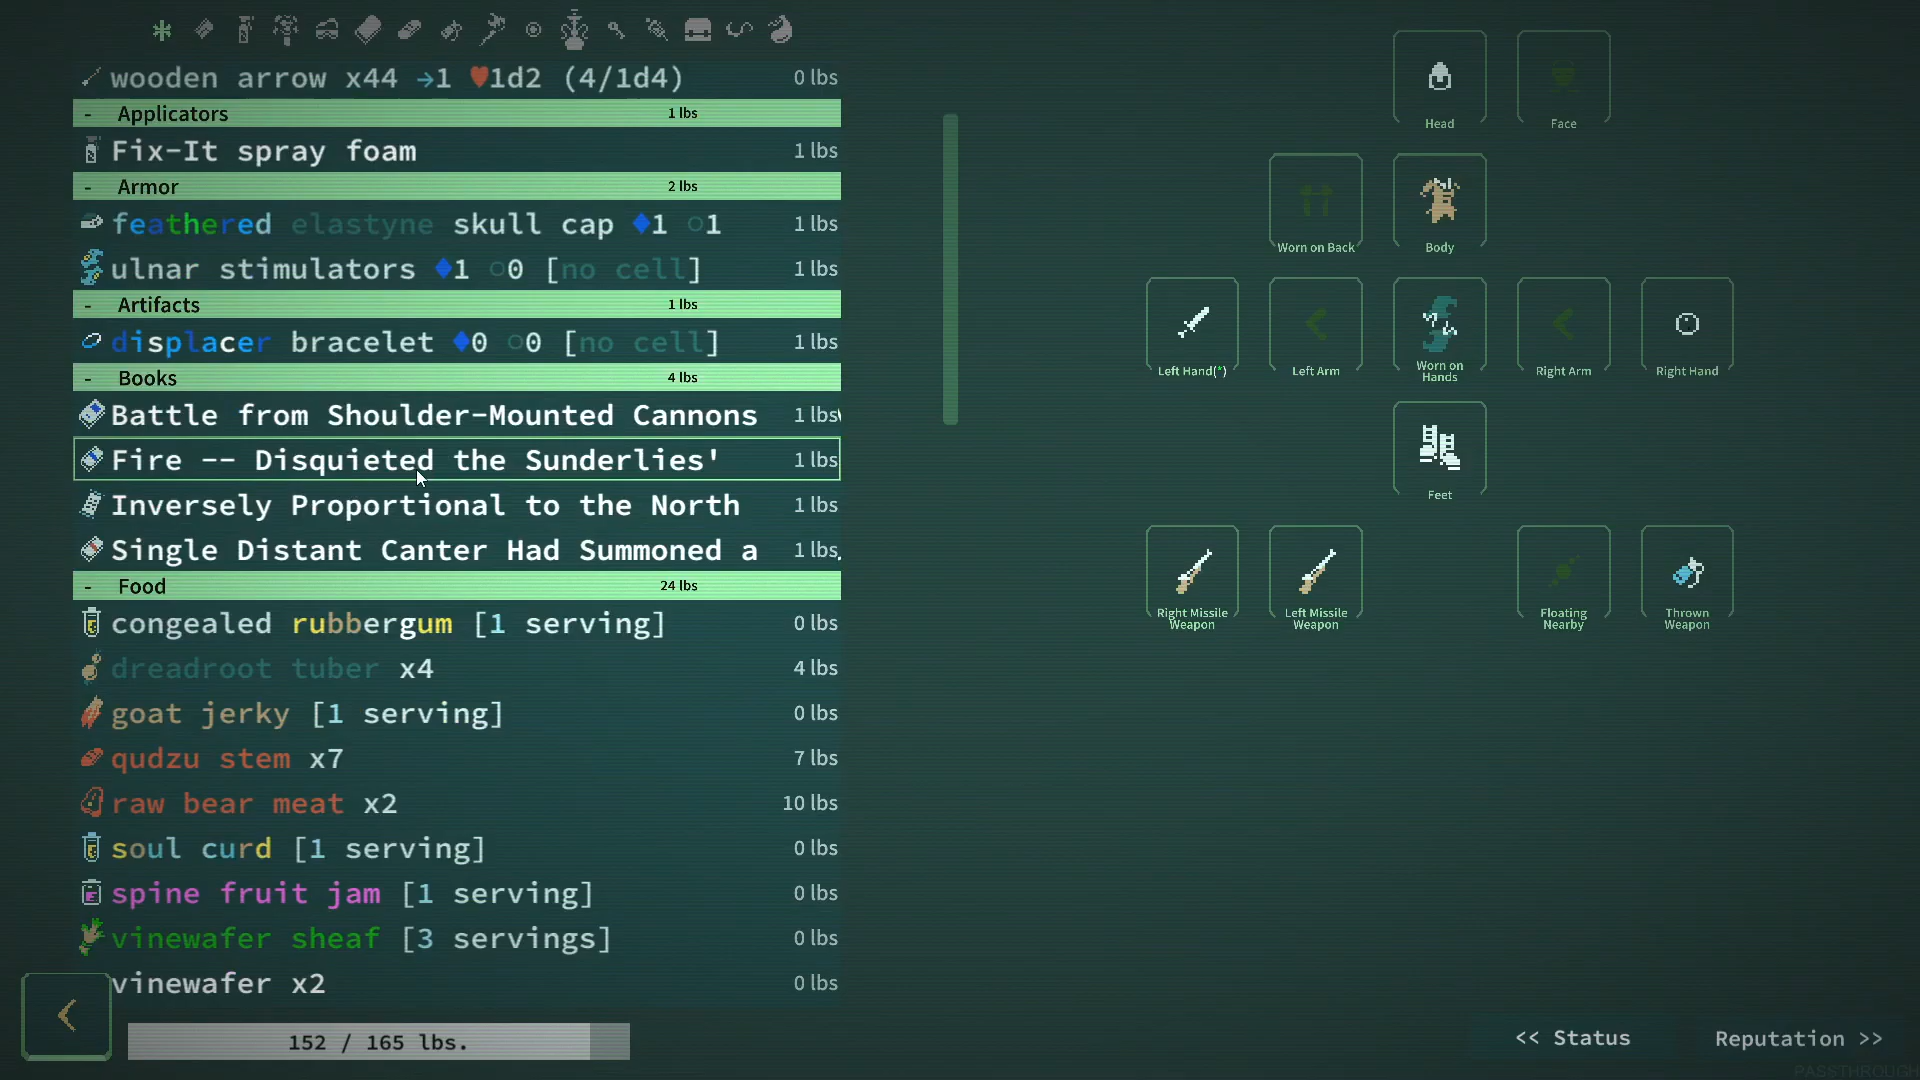 wooden arrow x44 →1 ♥1d2 (4/1d4) 0 lbs
- Applicators 1 lbs
Fix-It spray foam 1 lbs
- Armor 2 lbs
feathered elastyne skull cap ♦1 ○1 1 lbs
ulnar stimulators ♦1 ○0 [no cell] 1 lbs
- Artifacts 1 lbs
displacer bracelet ♦0 ○0 [no cell] 1 lbs
- Books 4 lbs
Battle from Shoulder-Mounted Cannons 1 lbs
Fire -- Disquieted the Sunderlies' 1 lbs
Inversely Proportional to the North 1 lbs
Single Distant Canter Had Summoned a 1 lbs
- Food 24 lbs
congealed rubbergum [1 serving] 0 lbs
dreadroot tuber x4 4 lbs
goat jerky [1 serving] 0 lbs
qudzu stem x7 7 lbs
raw bear meat x2 10 lbs
soul curd [1 serving] 0 lbs
spine fruit jam [1 serving] 0 lbs
vinewafer sheaf [3 servings] 0 lbs
vinewafer x2 0 lbs
152 / 165 lbs.
Head
Face
Worn on Back
Body
Left Hand(*)
Left Arm
Worn on
Hands
Right Arm
Right Hand
Feet
Right Missile
Weapon
Left Missile
Weapon
Floating
Nearby
Thrown
Weapon
<< Status
Reputation >>
PASSTHROUGH